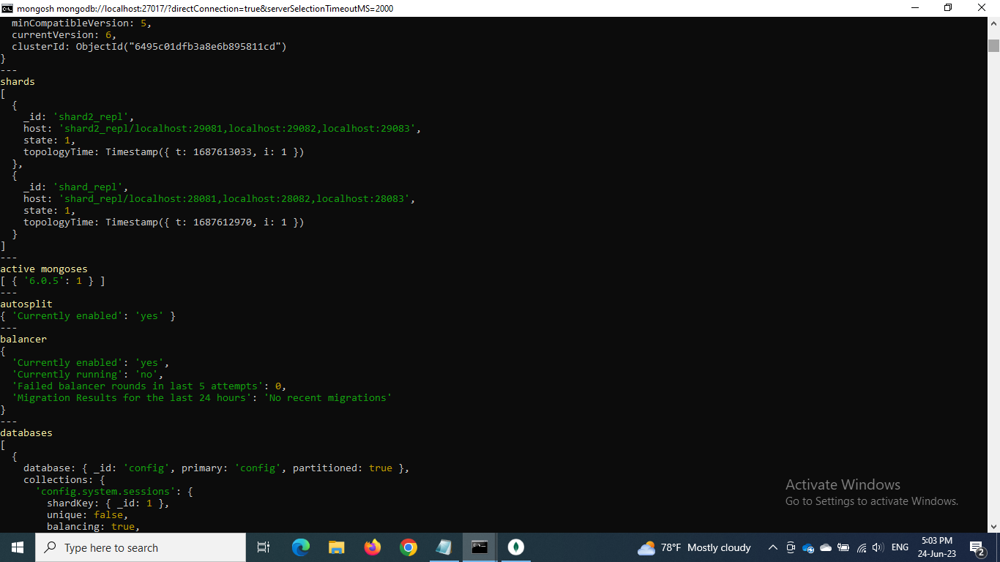 mongosh mongodb://localhost:27017/?directConnection=true&serverSelectionTimeoutMS=2000
  minCompatibleVersion: 5,
  currentVersion: 6,
  clusterId: ObjectId("6495c01dfb3a8e6b895811cd")
}
---
shards
[
  {
    _id: 'shard2_repl',
    host: 'shard2_repl/localhost:29081,localhost:29082,localhost:29083',
    state: 1,
    topologyTime: Timestamp({ t: 1687613033, i: 1 })
  },
  {
    _id: 'shard_repl',
    host: 'shard_repl/localhost:28081,localhost:28082,localhost:28083',
    state: 1,
    topologyTime: Timestamp({ t: 1687612970, i: 1 })
  }
]
---
active mongoses
[ { '6.0.5': 1 } ]
---
autosplit
{ 'Currently enabled': 'yes' }
---
balancer
{
  'Currently enabled': 'yes',
  'Currently running': 'no',
  'Failed balancer rounds in last 5 attempts': 0,
  'Migration Results for the last 24 hours': 'No recent migrations'
}
---
databases
[
  {
    database: { _id: 'config', primary: 'config', partitioned: true },
    collections: {
      'config.system.sessions': {
        shardKey: { _id: 1 },
        unique: false,
        balancing: true,
Activate Windows
Go to Settings to activate Windows.
Type here to search
78°F Mostly cloudy
ENG
5:03 PM
24-Jun-23
2